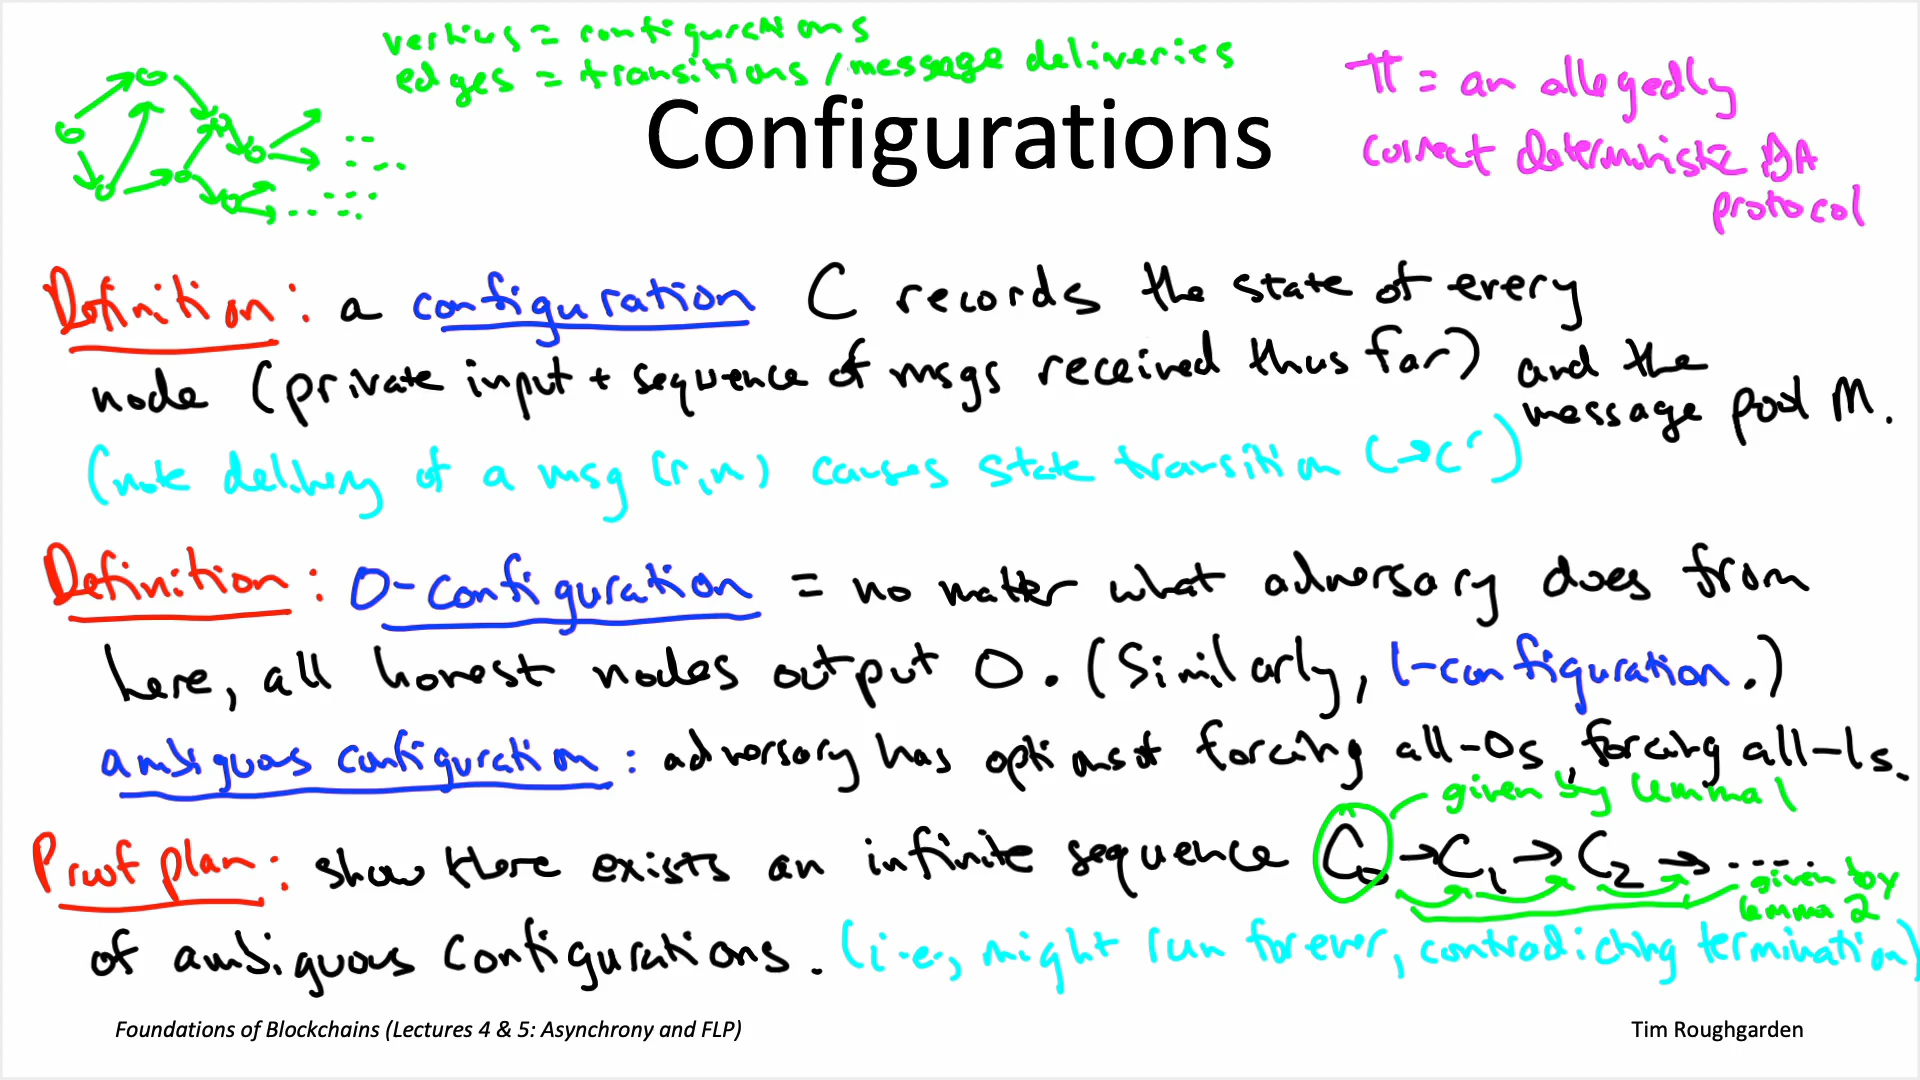 vertices = configurations
edges = transitions / message deliveries
π = an allegedly
correct deterministic BA
protocol
Configurations
Definition: a configuration C records the state of every
node (private input + sequence of msgs received thus far) and the
message pool M.
(note delivery of a msg (r,m) causes state transition C→C')
Definition: 0-configuration = no matter what adversary does from
here, all honest nodes output 0. (Similarly, 1-configuration.)
ambiguous configuration: adversary has options of forcing all-0s, forcing all-1s.
given by lemma 1
Proof plan: show there exists an infinite sequence C₀ → C₁ → C₂ → ....
given by
lemma 2
of ambiguous configurations. (i.e., might run forever, contradicting termination)
Foundations of Blockchains (Lectures 4 & 5: Asynchrony and FLP)
Tim Roughgarden